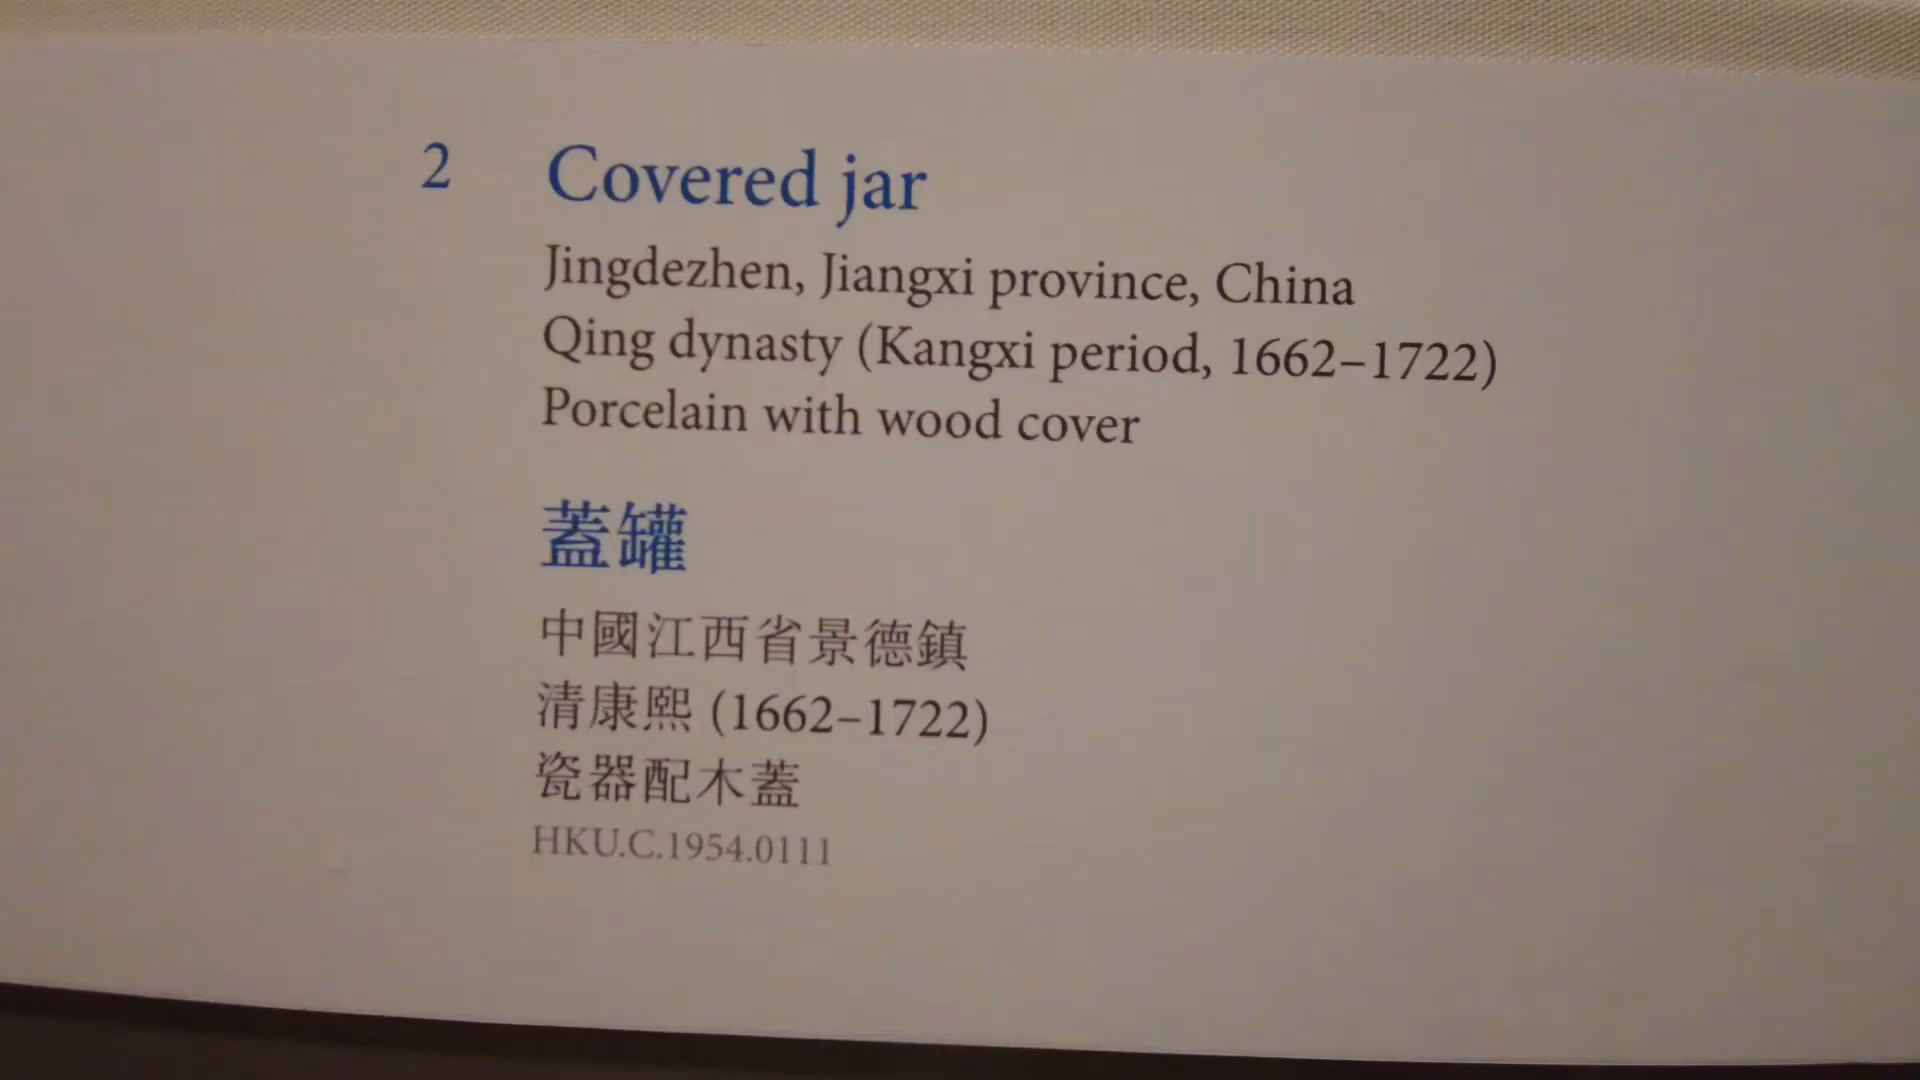 2 Covered jar
Jingdezhen, Jiangxi province, China
Qing dynasty (Kangxi period, 1662–1722)
Porcelain with wood cover
蓋罐
中國江西省景德鎮
清康熙 (1662–1722)
瓷器配木蓋
HKU.C.1954.0111